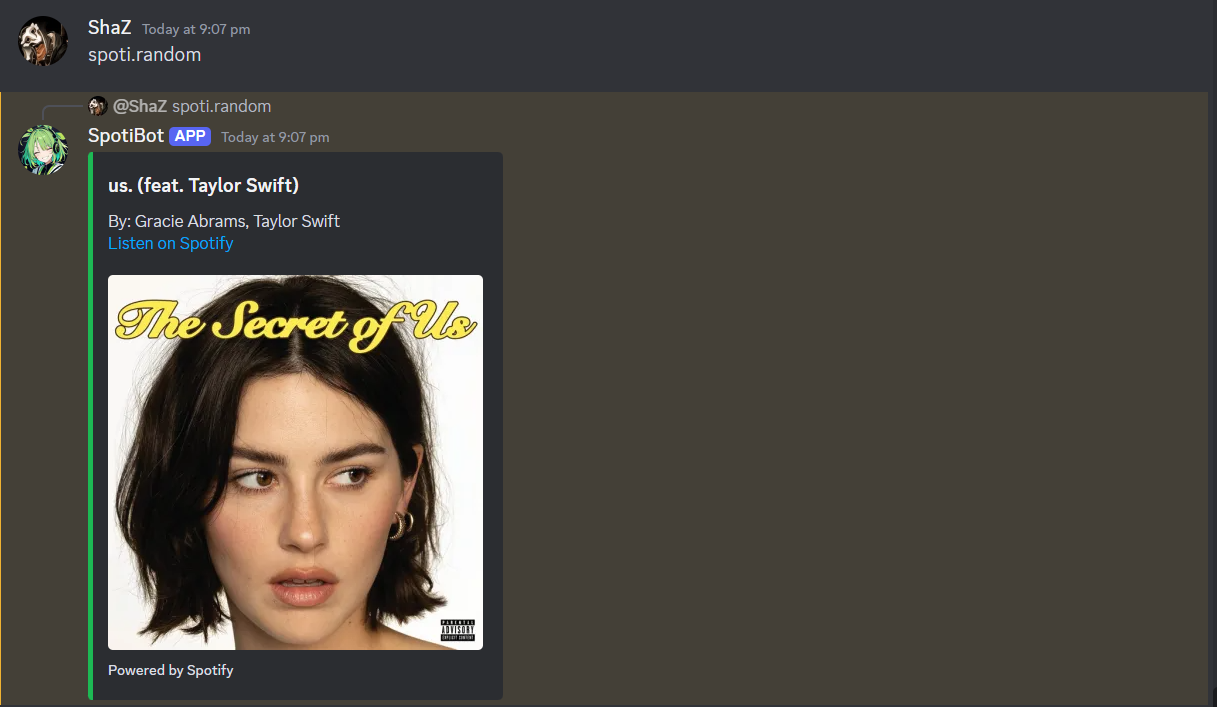 ShaZ Today at 9:07 pm
spoti.random
@ShaZ spoti.random
SpotiBot APP Today at 9:07 pm
us. (feat. Taylor Swift)
By: Gracie Abrams, Taylor Swift
Listen on Spotify
The Secret of Us
PARENTAL
ADVISORY
EXPLICIT CONTENT
Powered by Spotify